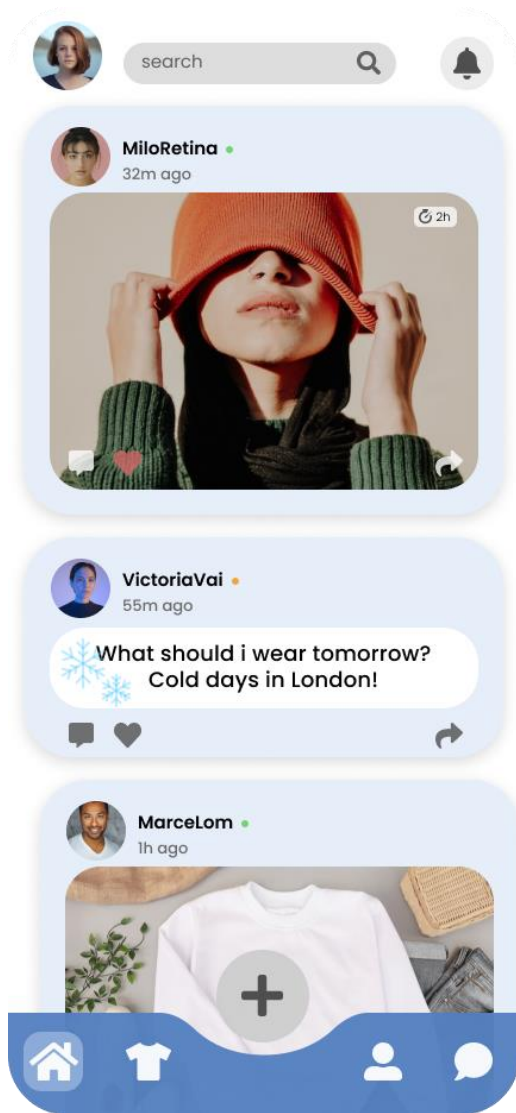 search
MiloRetina
32m ago
2h
VictoriaVai
55m ago
What should i wear tomorrow?
Cold days in London!
MarceLom
1h ago